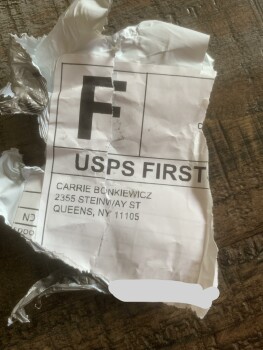 F
USPS FIRST
CARRIE BONKIEWICZ
2355 STEINWAY ST
QUEENS, NY 11105